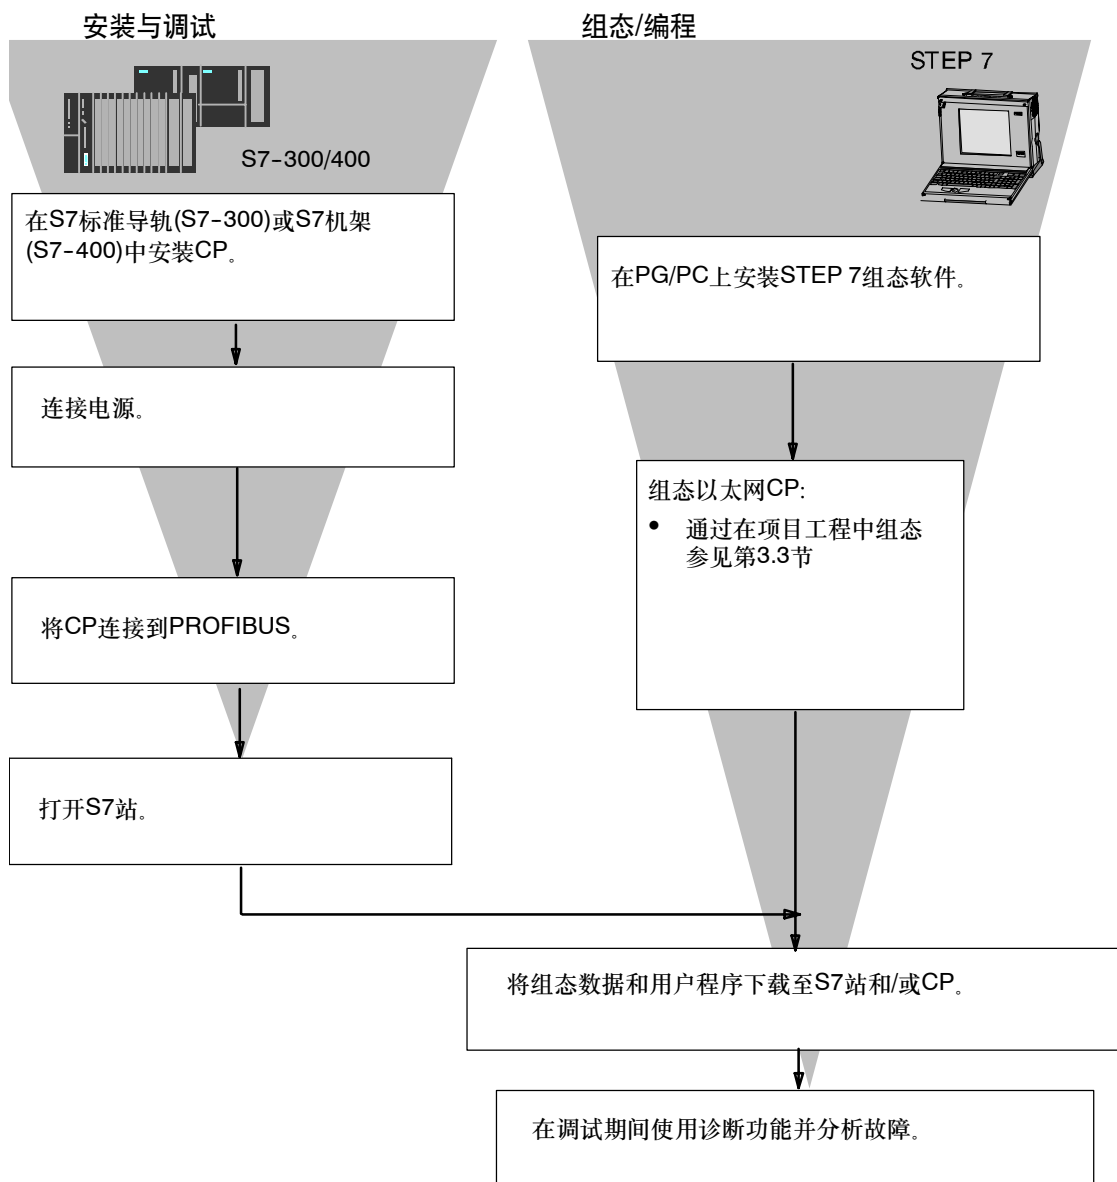 安装与调试
组态/编程
STEP 7
S7-300/400
在S7标准导轨(S7-300)或S7机架
(S7-400)中安装CP。
在PG/PC上安装STEP 7组态软件。
连接电源。
组态以太网CP:
• 通过在项目工程中组态
参见第3.3节
将CP连接到PROFIBUS。
打开S7站。
将组态数据和用户程序下载至S7站和/或CP。
在调试期间使用诊断功能并分析故障。